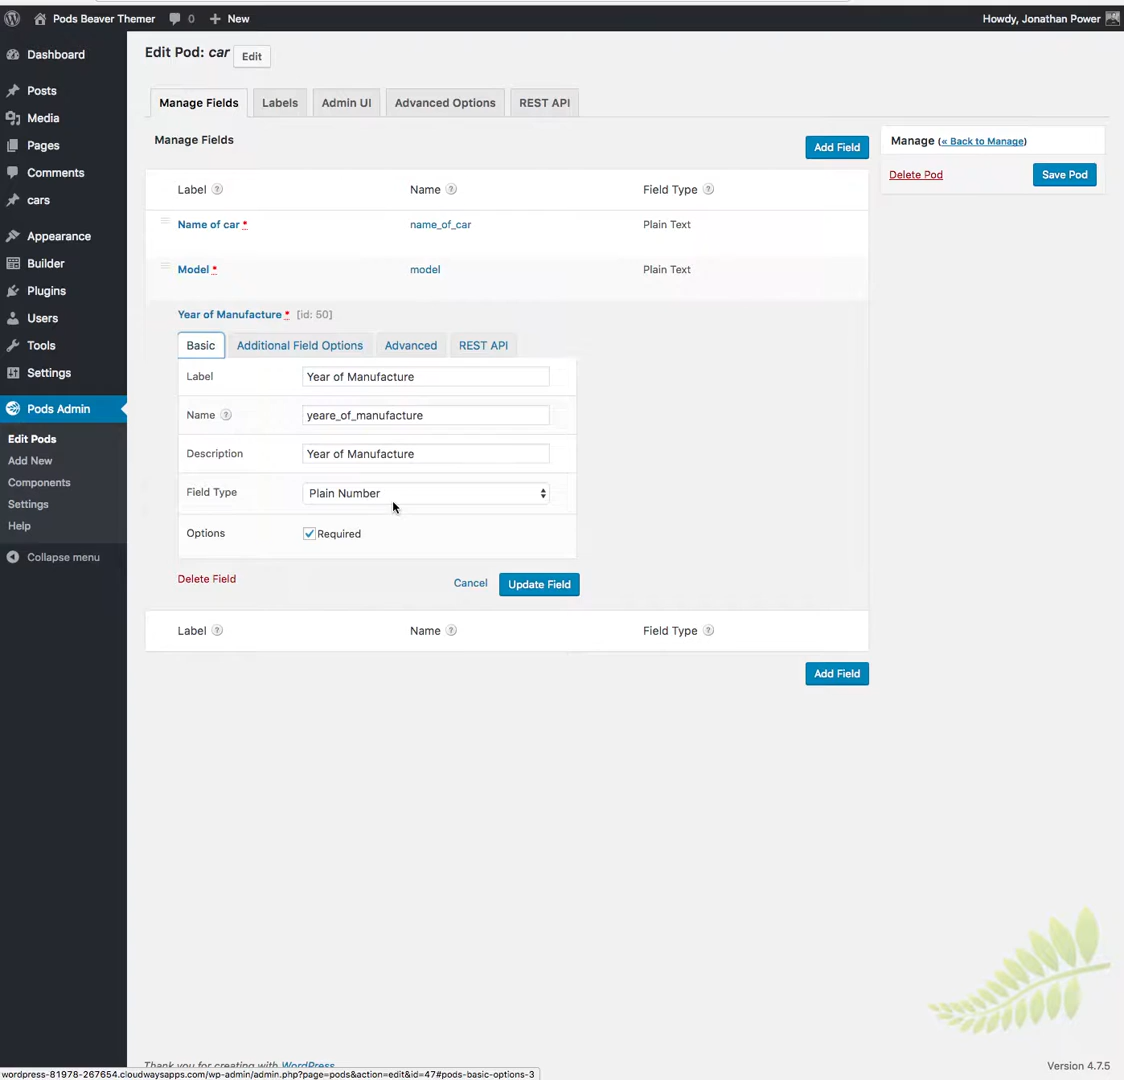 Pods Beaver Themer 0 + New Howdy, Jonathan Power
Dashboard
Posts
Media
Pages
Comments
cars
Appearance
Builder
Plugins
Users
Tools
Settings
Pods Admin
Edit Pods
Add New
Components
Settings
Help
Collapse menu
Edit Pod: car Edit
Manage Fields Labels Admin UI Advanced Options REST API
Manage Fields Add Field
Label ? Name ? Field Type ?
Name of car * name_of_car Plain Text
Model * model Plain Text
Year of Manufacture * [id: 50]
Basic Additional Field Options Advanced REST API
Label Year of Manufacture
Name ? yeare_of_manufacture
Description Year of Manufacture
Field Type Plain Number
Options Required
Delete Field Cancel Update Field
Label ? Name ? Field Type ?
Add Field
Manage (« Back to Manage)
Delete Pod Save Pod
Thank you for creating with WordPress Version 4.7.5
wordpress-81978-267654.cloudwaysapps.com/wp-admin/admin.php?page=pods&action=edit&id=47#pods-basic-options-3